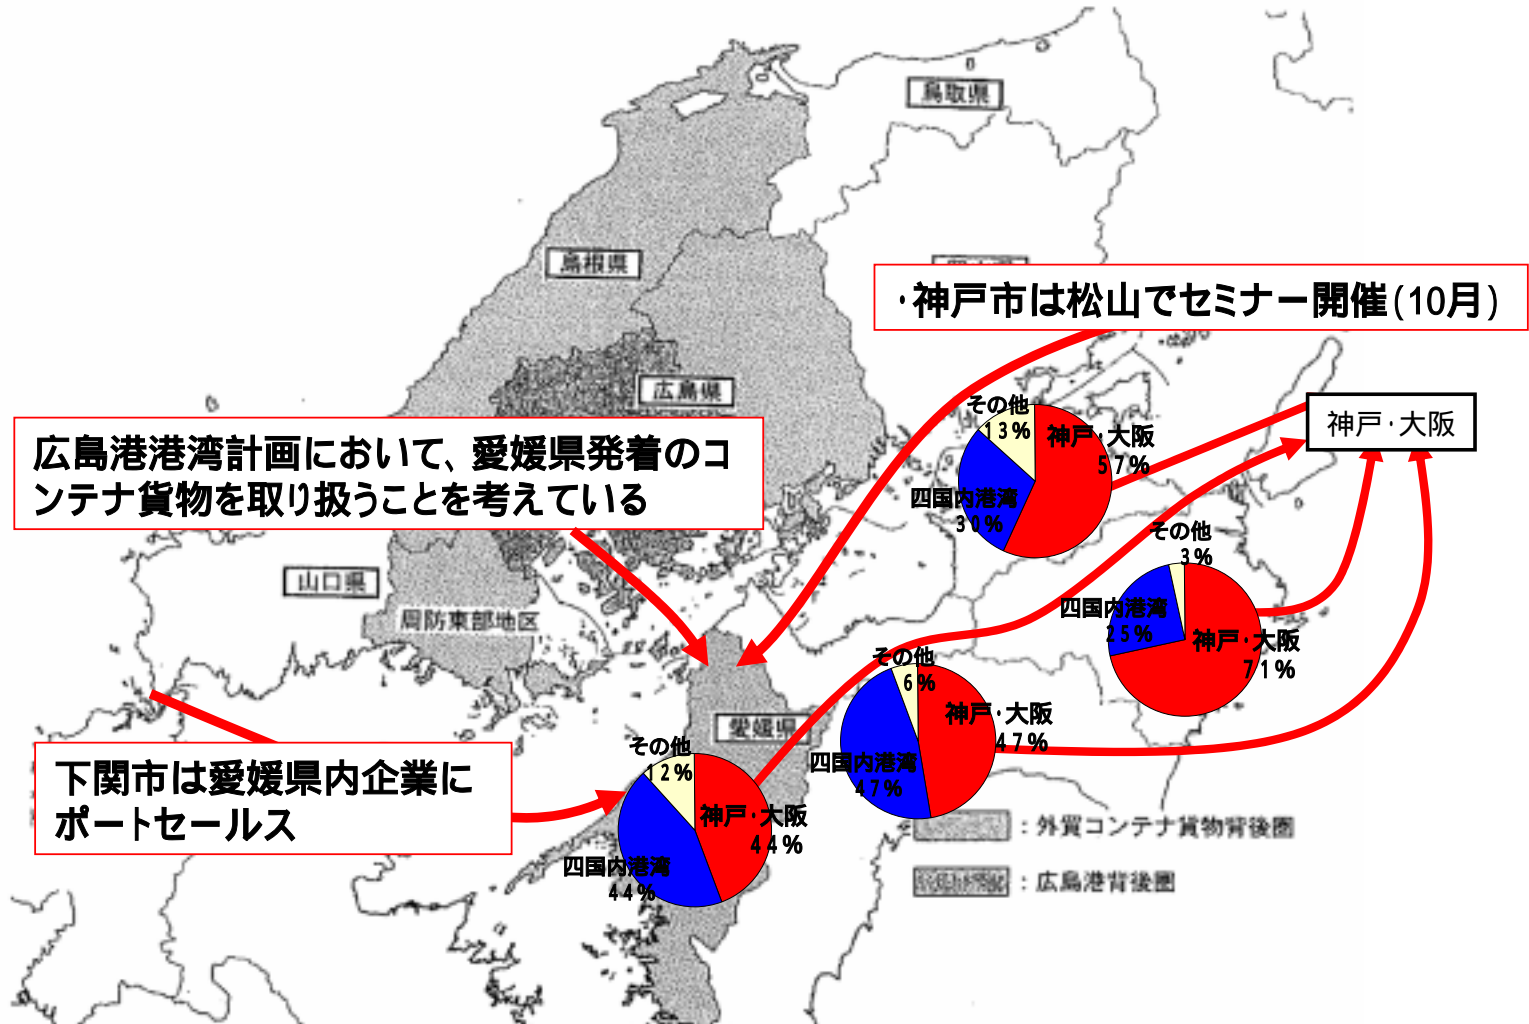 鳥取県
島根県
・神戸市は松山でセミナー開催(10月)
広島県
神戸・大阪
広島港港湾計画において、愛媛県発着のコ
ンテナ貨物を取り扱うことを考えている
その他
13%
神戸・大阪
57%
四国内港湾
30%
山口県
周防東部地区
その他
3%
四国内港湾
25%
神戸・大阪
71%
その他
6%
神戸・大阪
47%
四国内港湾
47%
愛媛県
下関市は愛媛県内企業に
ポートセールス
その他
12%
神戸・大阪
44%
四国内港湾
44%
：外貿コンテナ貨物背後圏
：広島港背後圏